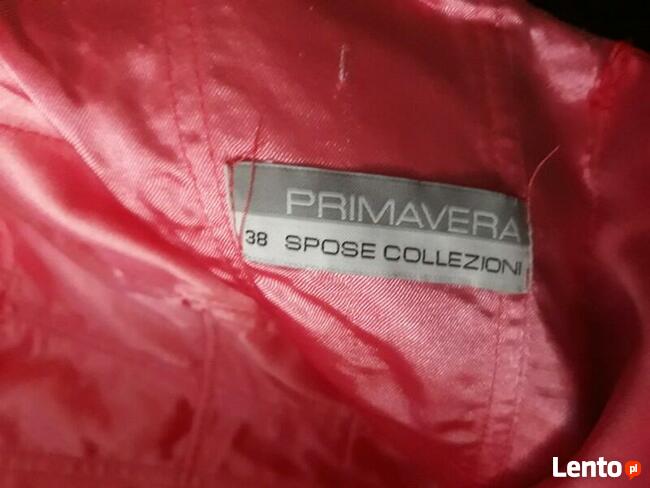 PRIMAVERA
38 SPOSE COLLEZIONI
Lento pl